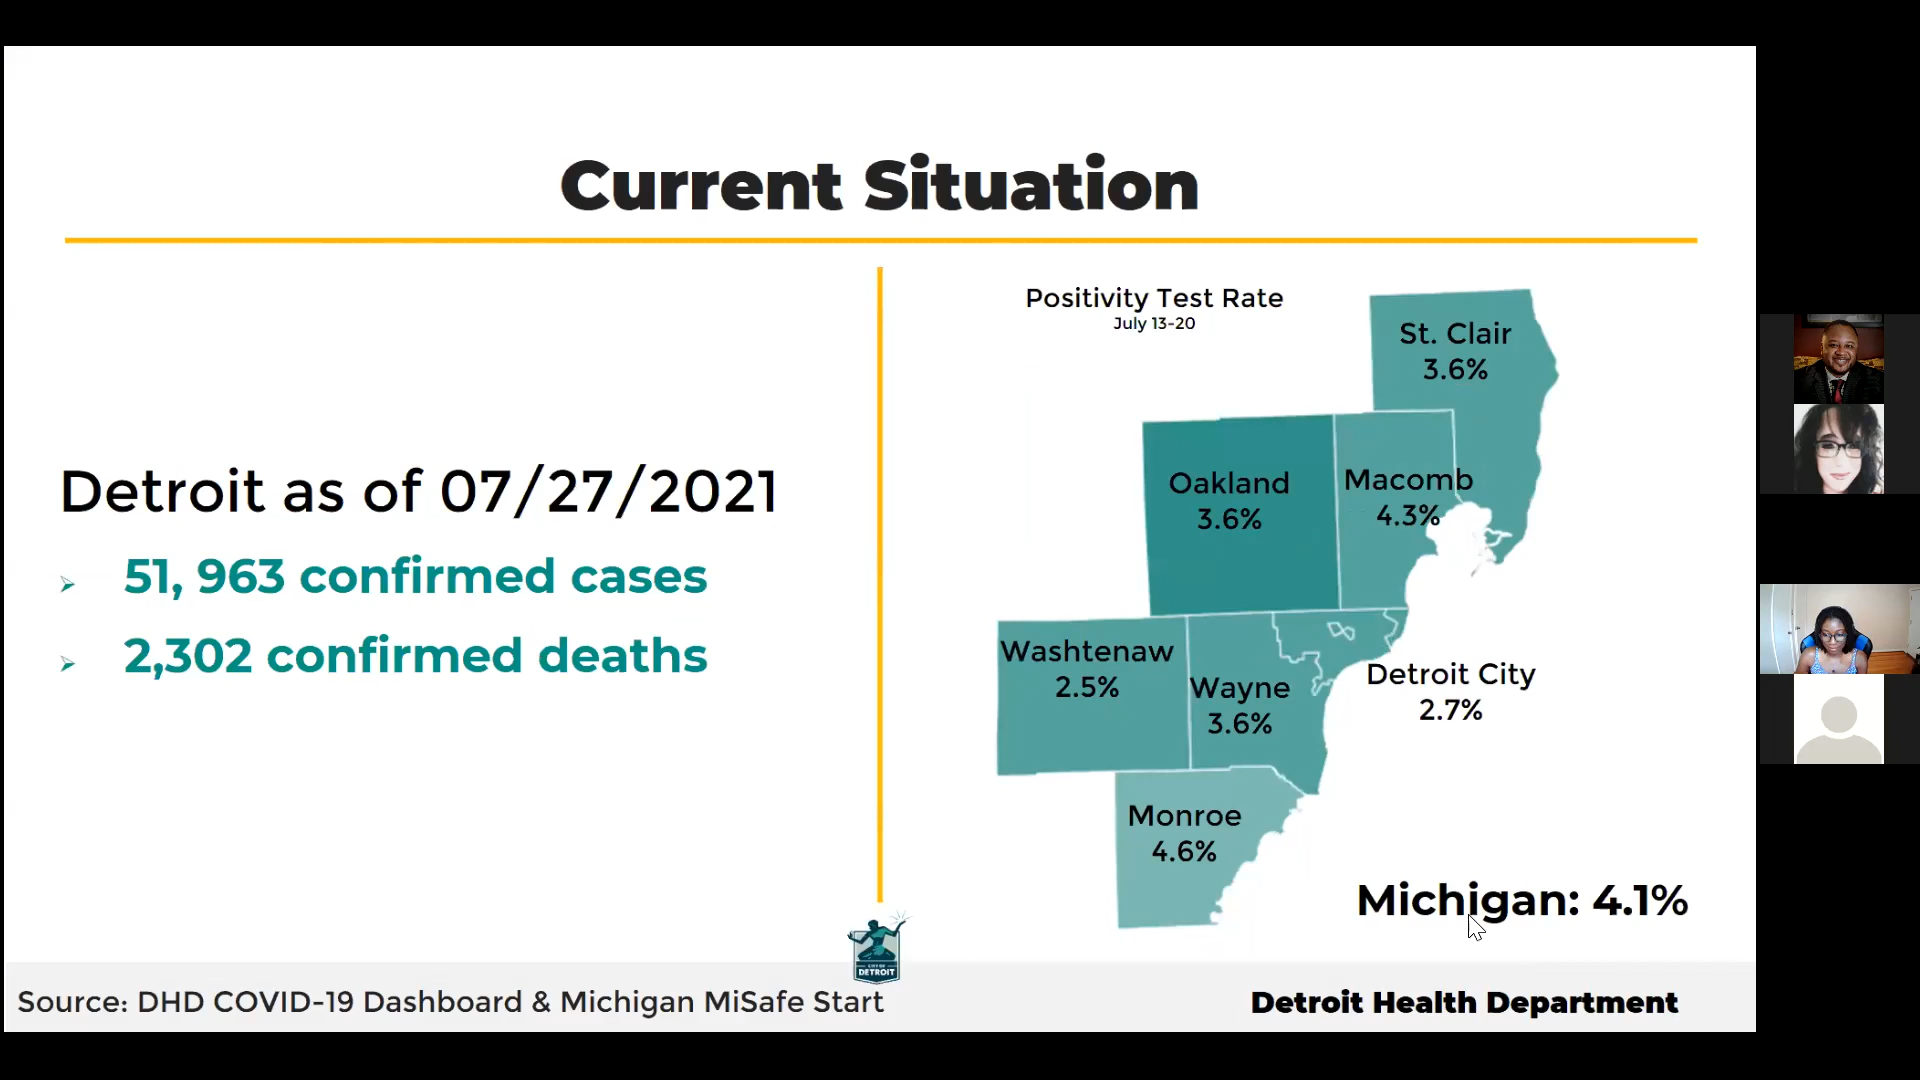 Current Situation
Detroit as of 07/27/2021
➢ 51, 963 confirmed cases
➢ 2,302 confirmed deaths
Positivity Test Rate
July 13-20
St. Clair
3.6%
Oakland
3.6%
Macomb
4.3%
Washtenaw
2.5%
Wayne
3.6%
Detroit City
2.7%
Monroe
4.6%
Michigan: 4.1%
CITY OF
DETROIT
Source: DHD COVID-19 Dashboard & Michigan MiSafe Start
Detroit Health Department